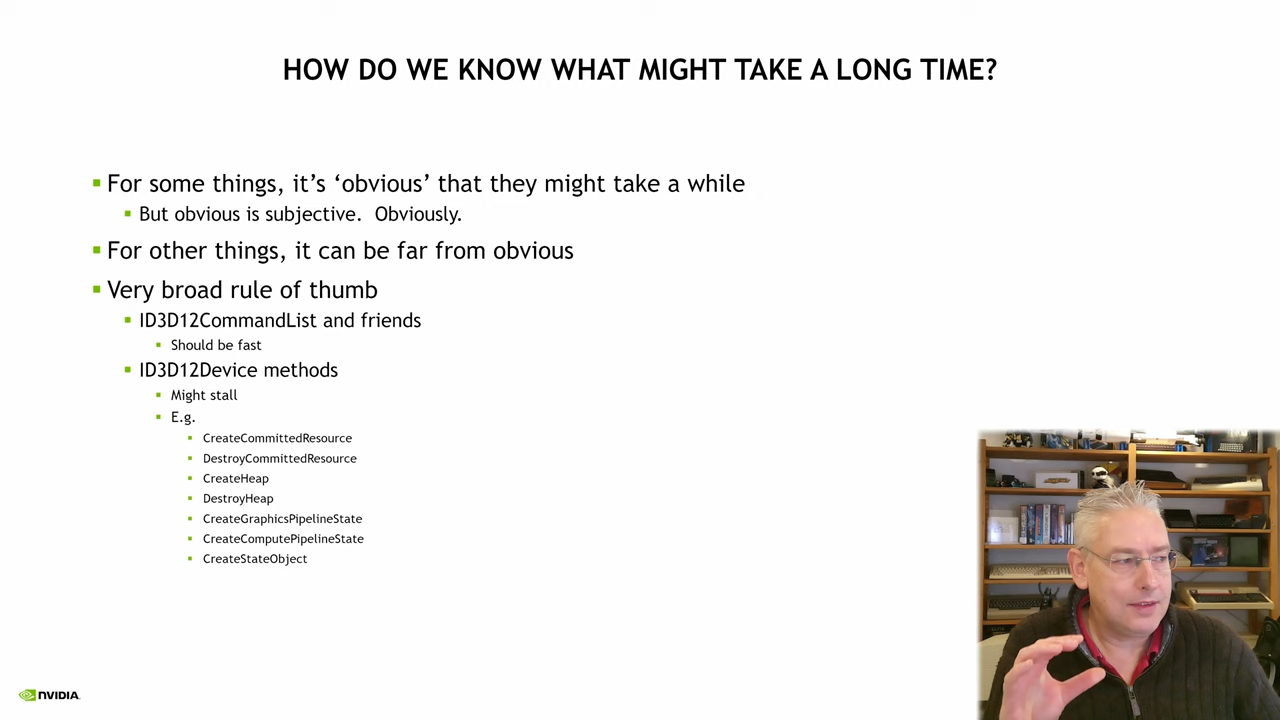 HOW DO WE KNOW WHAT MIGHT TAKE A LONG TIME?
For some things, it's ‘obvious’ that they might take a while
But obvious is subjective.  Obviously.
For other things, it can be far from obvious
Very broad rule of thumb
ID3D12CommandList and friends
Should be fast
ID3D12Device methods
Might stall
E.g.
CreateCommittedResource
DestroyCommittedResource
CreateHeap
DestroyHeap
CreateGraphicsPipelineState
CreateComputePipelineState
CreateStateObject
NVIDIA.